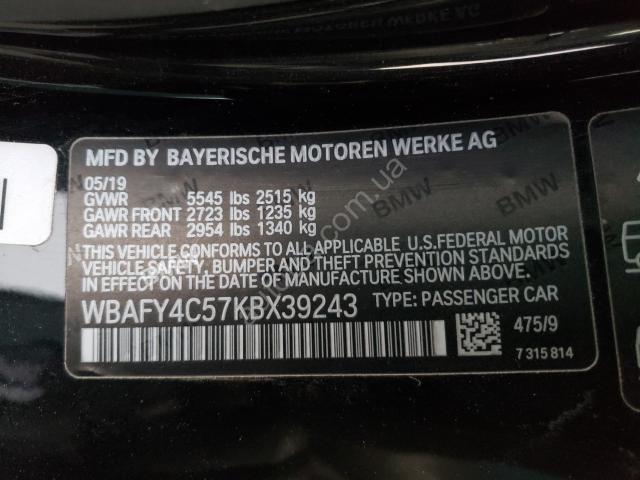 MFD BY BAYERISCHE MOTOREN WERKE AG
05/19
GVWR 5545 lbs 2515 kg
GAWR FRONT 2723 lbs 1235 kg
GAWR REAR 2954 lbs 1340 kg
THIS VEHICLE CONFORMS TO ALL APPLICABLE U.S.FEDERAL MOTOR
VEHICLE SAFETY, BUMPER AND THEFT PREVENTION STANDARDS
IN EFFECT ON THE DATE OF MANUFACTURE SHOWN ABOVE.
WBAFY4C57KBX39243 TYPE: PASSENGER CAR
475/9
7 315 814